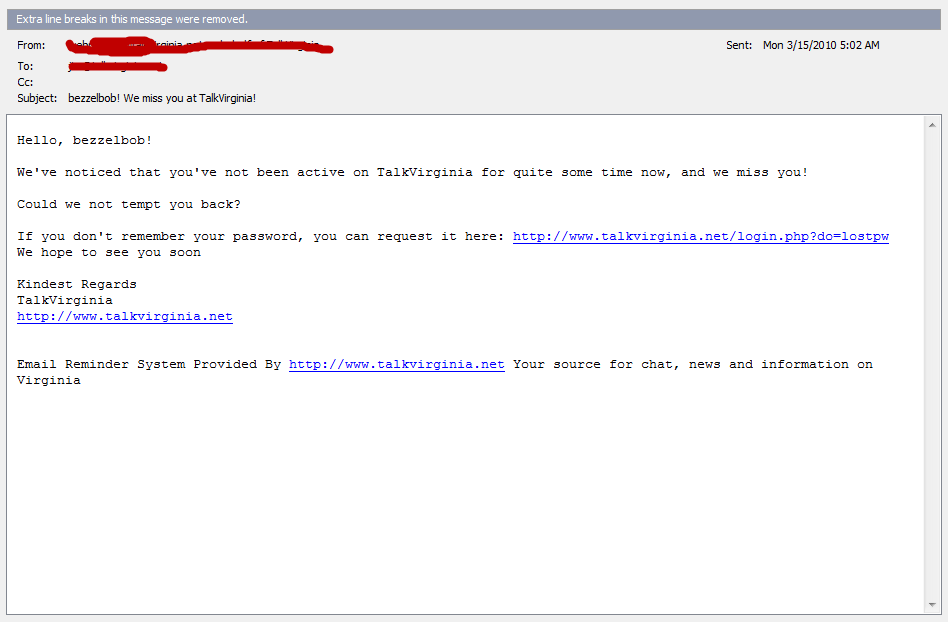 Extra line breaks in this message were removed.
From:
Sent: Mon 3/15/2010 5:02 AM
To:
Cc:
Subject: bezzelbob! We miss you at TalkVirginia!
Hello, bezzelbob!
We've noticed that you've not been active on TalkVirginia for quite some time now, and we miss you!
Could we not tempt you back?
If you don't remember your password, you can request it here: http://www.talkvirginia.net/login.php?do=lostpw
We hope to see you soon
Kindest Regards
TalkVirginia
http://www.talkvirginia.net
Email Reminder System Provided By http://www.talkvirginia.net Your source for chat, news and information on
Virginia